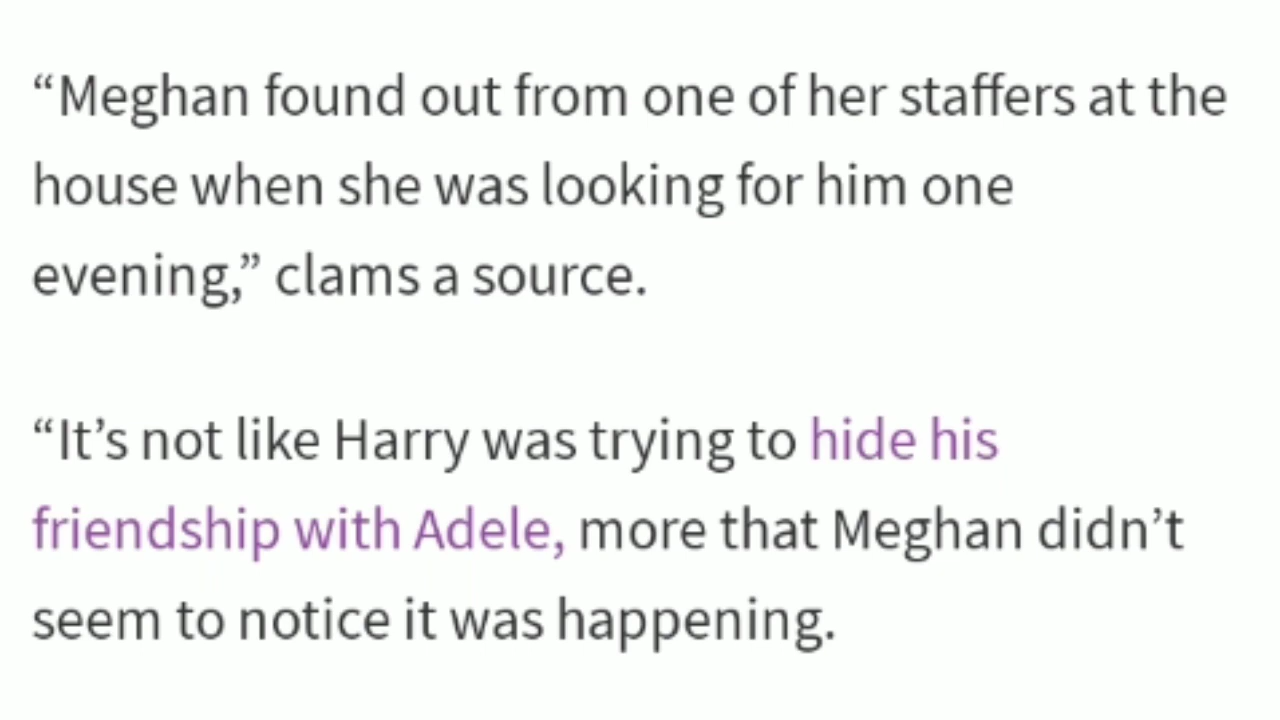 “Meghan found out from one of her staffers at the
house when she was looking for him one
evening,” clams a source.
“It’s not like Harry was trying to hide his
friendship with Adele, more that Meghan didn’t
seem to notice it was happening.